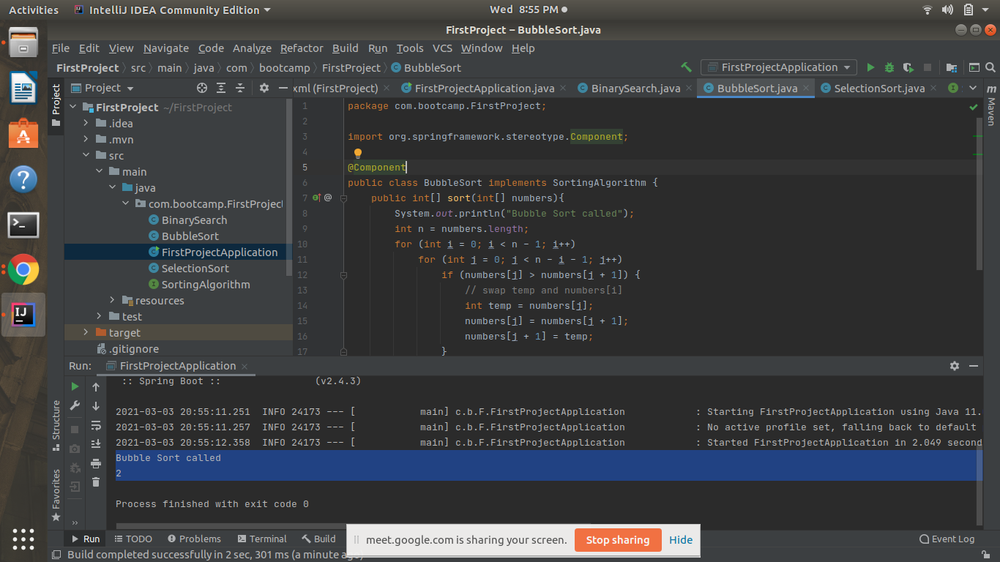 Activities IntelliJ IDEA Community Edition Wed 8:55 PM
FirstProject – BubbleSort.java
File Edit View Navigate Code Analyze Refactor Build Run Tools VCS Window Help
FirstProject src main java com bootcamp FirstProject BubbleSort FirstProjectApplication
Project
Project
xml (FirstProject) FirstProjectApplication.java BinarySearch.java BubbleSort.java SelectionSort.java
Maven
FirstProject ~/FirstProject
.idea
.mvn
src
main
java
com.bootcamp.FirstProject
BinarySearch
BubbleSort
FirstProjectApplication
SelectionSort
SortingAlgorithm
resources
test
target
.gitignore
1 package com.bootcamp.FirstProject;
2
3 import org.springframework.stereotype.Component;
4
5 @Component
6 public class BubbleSort implements SortingAlgorithm {
7 public int[] sort(int[] numbers){
8 System.out.println("Bubble Sort called");
9 int n = numbers.length;
10 for (int i = 0; i < n - 1; i++)
11 for (int j = 0; j < n - i - 1; j++)
12 if (numbers[j] > numbers[j + 1]) {
13 // swap temp and numbers[i]
14 int temp = numbers[j];
15 numbers[j] = numbers[j + 1];
16 numbers[j + 1] = temp;
17 }
Run: FirstProjectApplication
Structure
Favorites
:: Spring Boot :: (v2.4.3)
2021-03-03 20:55:11.251 INFO 24173 --- [ main] c.b.F.FirstProjectApplication : Starting FirstProjectApplication using Java 11.
2021-03-03 20:55:11.257 INFO 24173 --- [ main] c.b.F.FirstProjectApplication : No active profile set, falling back to default
2021-03-03 20:55:12.358 INFO 24173 --- [ main] c.b.F.FirstProjectApplication : Started FirstProjectApplication in 2.049 second
Bubble Sort called
2
Process finished with exit code 0
Run TODO Problems Terminal Build Event Log
meet.google.com is sharing your screen. Stop sharing Hide
Build completed successfully in 2 sec, 301 ms (a minute ago)